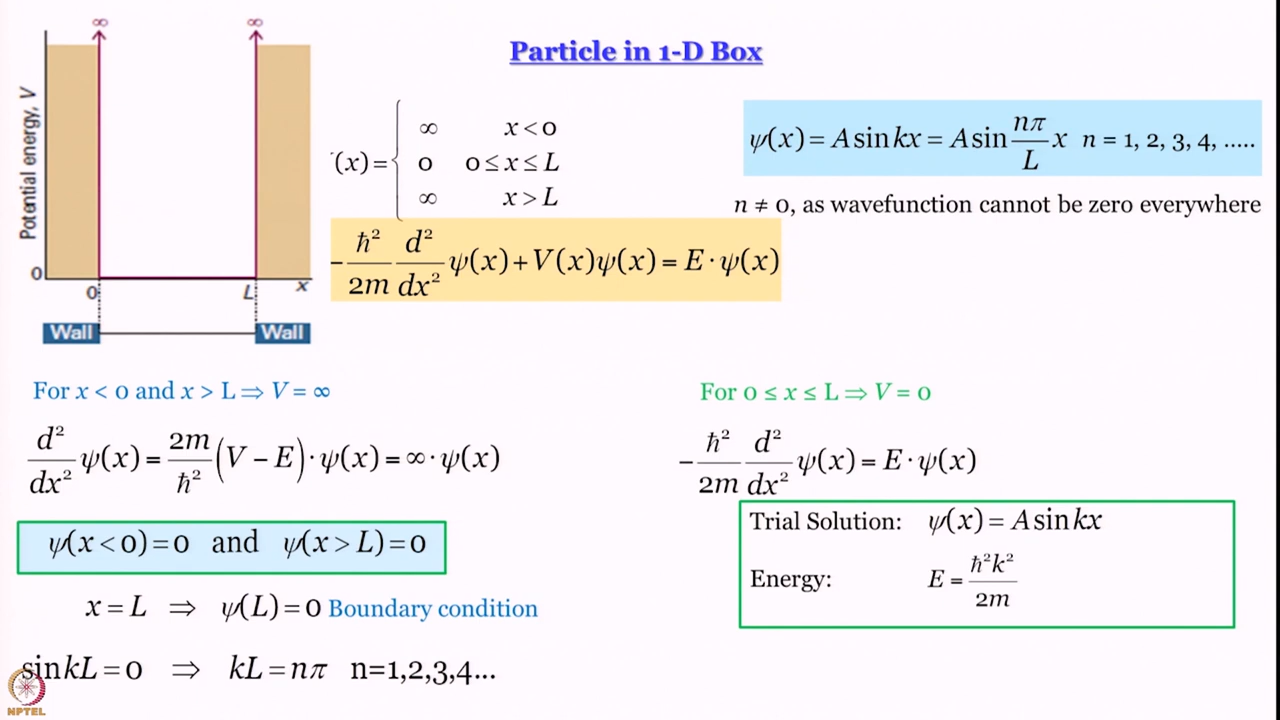 Particle in 1-D Box
∞ ∞
Potential energy, V
0
0 L x
Wall Wall
(x) = { ∞ x < 0
0 0 ≤ x ≤ L
∞ x > L
-ħ²/2m d²/dx² ψ(x) + V(x)ψ(x) = E · ψ(x)
ψ(x) = A sin kx = A sin nπ/L x n = 1, 2, 3, 4, .....
n ≠ 0, as wavefunction cannot be zero everywhere
For x < 0 and x > L ⇒ V = ∞
d²/dx² ψ(x) = 2m/ħ² (V − E) · ψ(x) = ∞ · ψ(x)
ψ(x < 0) = 0 and ψ(x > L) = 0
x = L ⇒ ψ(L) = 0 Boundary condition
sin kL = 0 ⇒ kL = nπ n=1,2,3,4...
For 0 ≤ x ≤ L ⇒ V = 0
-ħ²/2m d²/dx² ψ(x) = E · ψ(x)
Trial Solution: ψ(x) = A sin kx
Energy: E = ħ²k²/2m
NPTEL